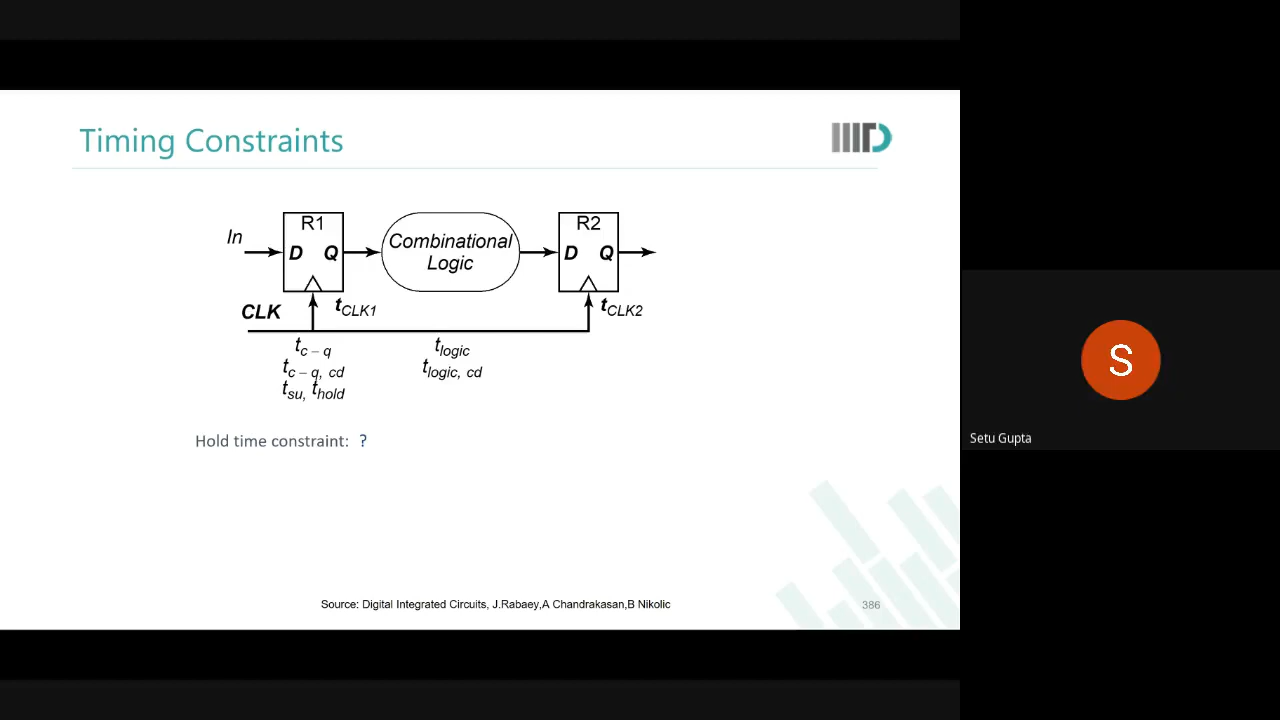 Timing Constraints
IIITD
In
R1
D Q
Combinational
Logic
R2
D Q
CLK
tCLK1
tCLK2
tc – q
tc – q, cd
tsu, thold
tlogic
tlogic, cd
Hold time constraint: ?
Source: Digital Integrated Circuits, J.Rabaey,A Chandrakasan,B Nikolic
386
S
Setu Gupta